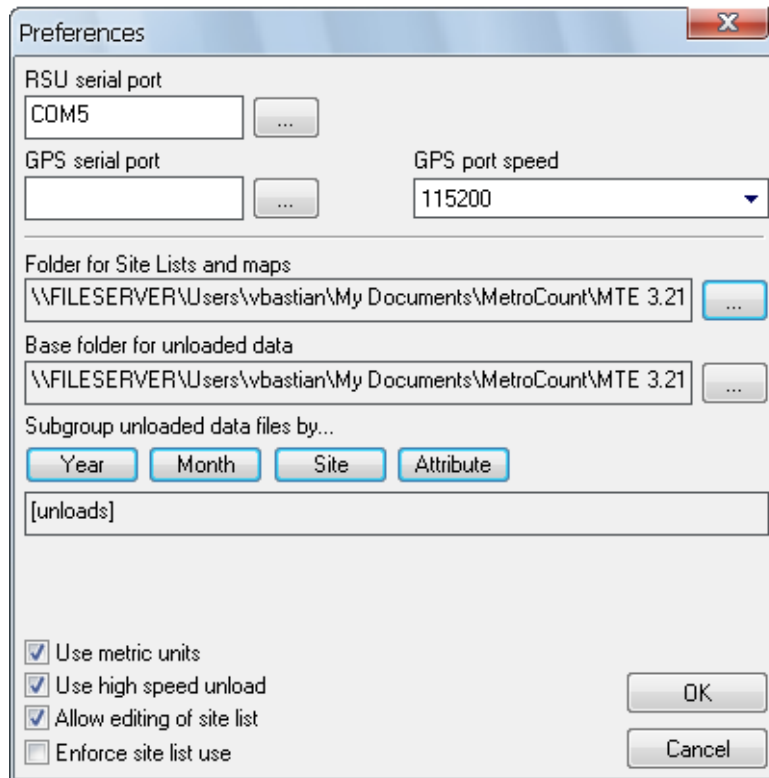 Preferences
RSU serial port
COM5
...
GPS serial port
GPS port speed
...
115200
Folder for Site Lists and maps
\\FILESERVER\Users\vbastian\My Documents\MetroCount\MTE 3.21
...
Base folder for unloaded data
\\FILESERVER\Users\vbastian\My Documents\MetroCount\MTE 3.21
...
Subgroup unloaded data files by...
Year Month Site Attribute
[unloads]
Use metric units
Use high speed unload
OK
Allow editing of site list
Enforce site list use
Cancel